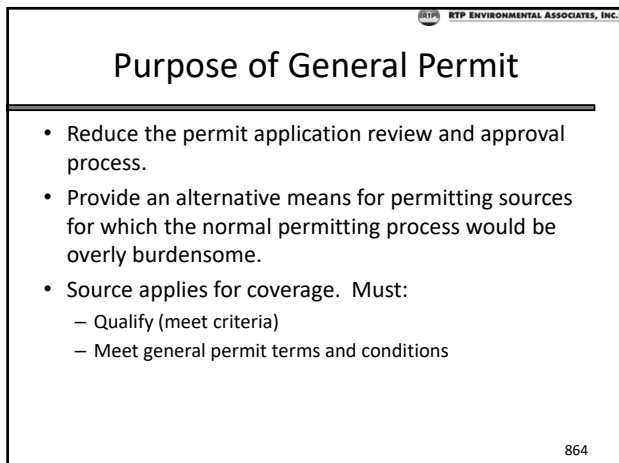 RTP RTP ENVIRONMENTAL ASSOCIATES, INC.
Purpose of General Permit
• Reduce the permit application review and approval
process.
• Provide an alternative means for permitting sources
for which the normal permitting process would be
overly burdensome.
• Source applies for coverage. Must:
– Qualify (meet criteria)
– Meet general permit terms and conditions
864